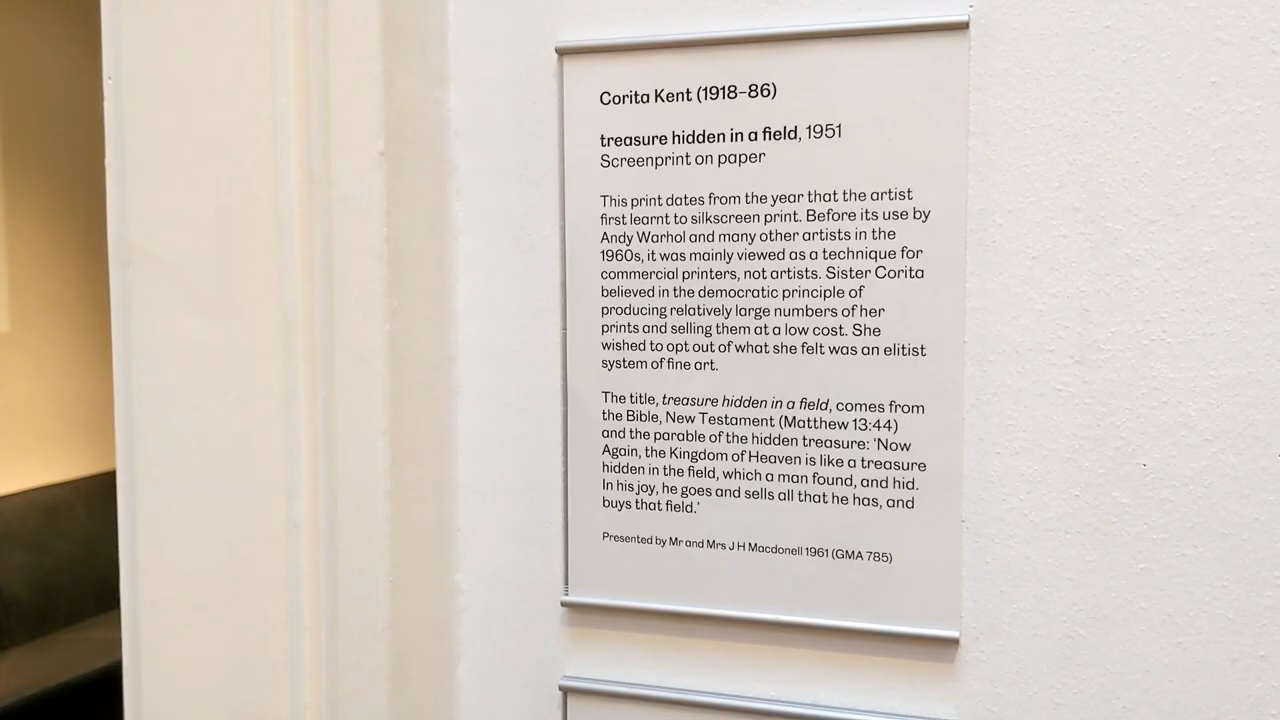 Corita Kent (1918–86)
treasure hidden in a field, 1951
Screenprint on paper
This print dates from the year that the artist
first learnt to silkscreen print. Before its use by
Andy Warhol and many other artists in the
1960s, it was mainly viewed as a technique for
commercial printers, not artists. Sister Corita
believed in the democratic principle of
producing relatively large numbers of her
prints and selling them at a low cost. She
wished to opt out of what she felt was an elitist
system of fine art.
The title, treasure hidden in a field, comes from
the Bible, New Testament (Matthew 13:44)
and the parable of the hidden treasure: ‘Now
Again, the Kingdom of Heaven is like a treasure
hidden in the field, which a man found, and hid.
In his joy, he goes and sells all that he has, and
buys that field.’
Presented by Mr and Mrs J H Macdonell 1961 (GMA 785)